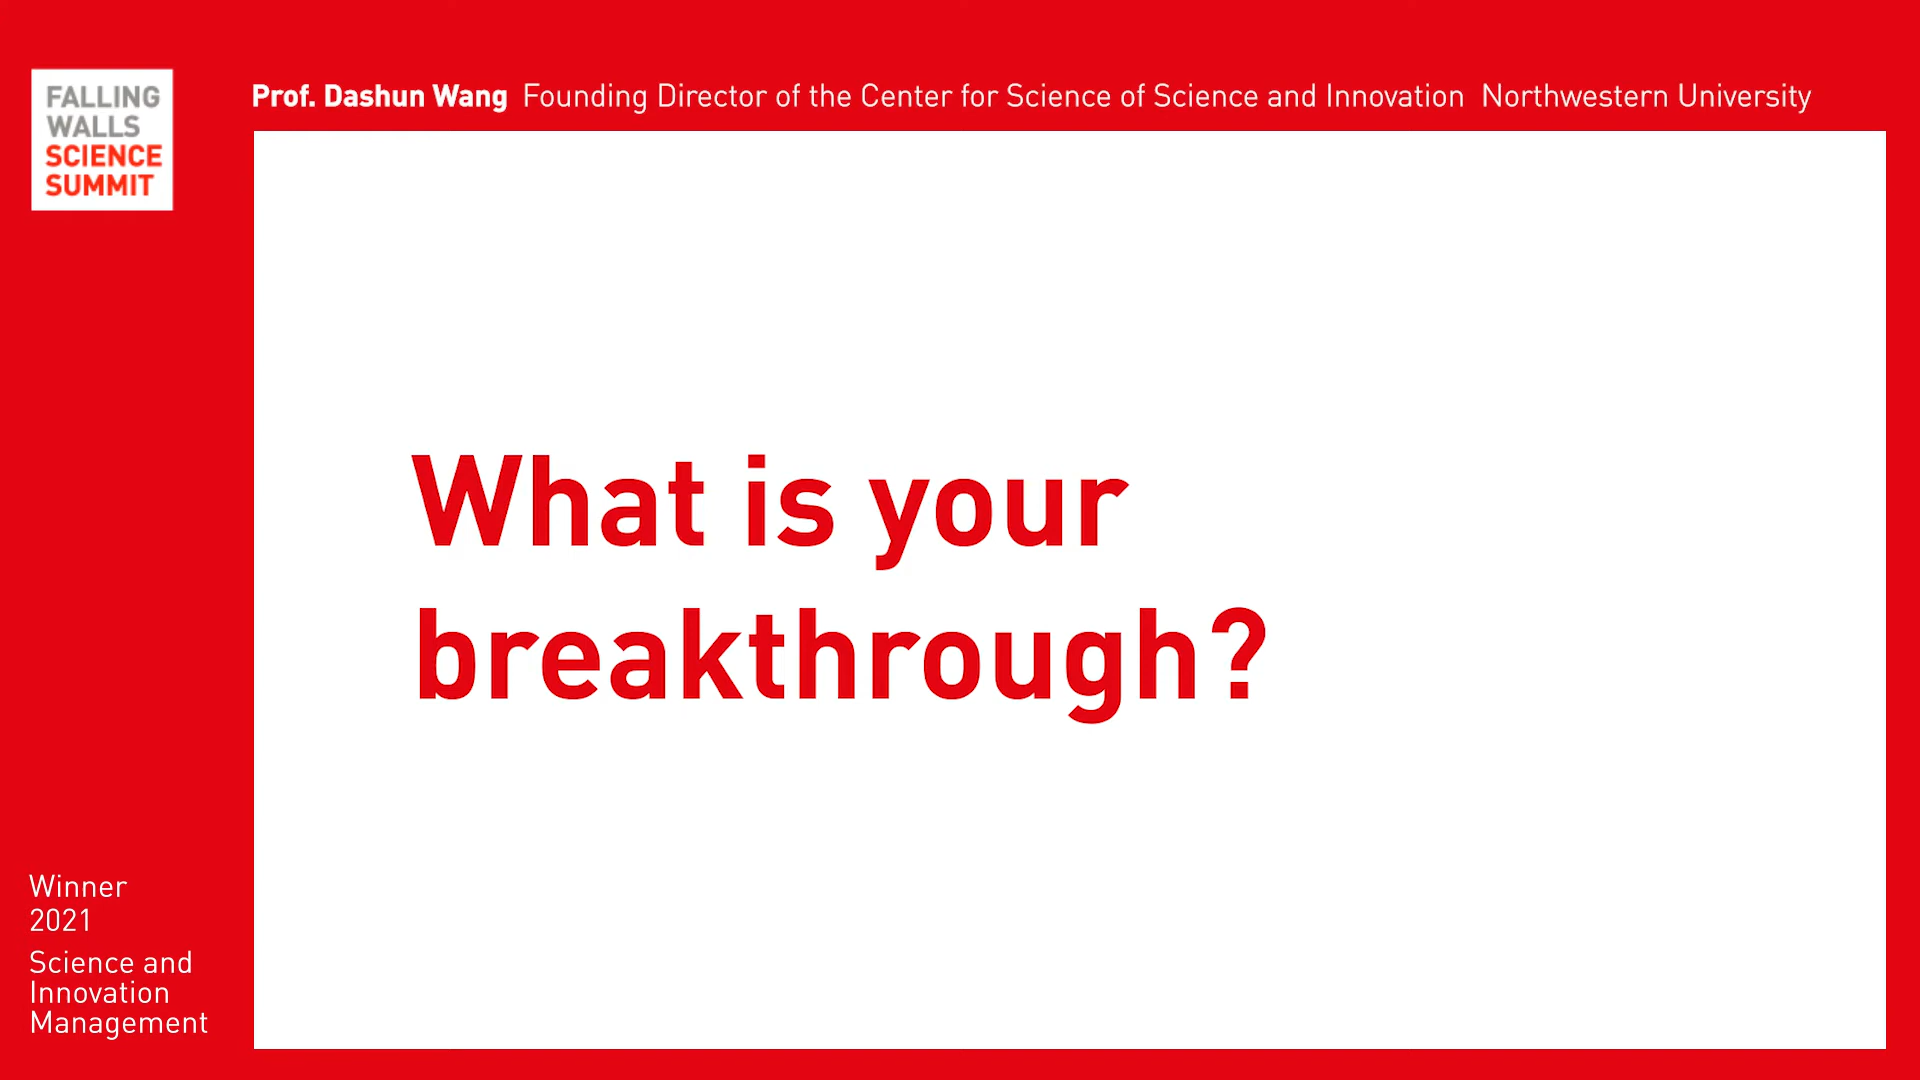 FALLING
WALLS
SCIENCE
SUMMIT
Prof. Dashun Wang Founding Director of the Center for Science of Science and Innovation Northwestern University
What is your
breakthrough?
Winner
2021
Science and
Innovation
Management